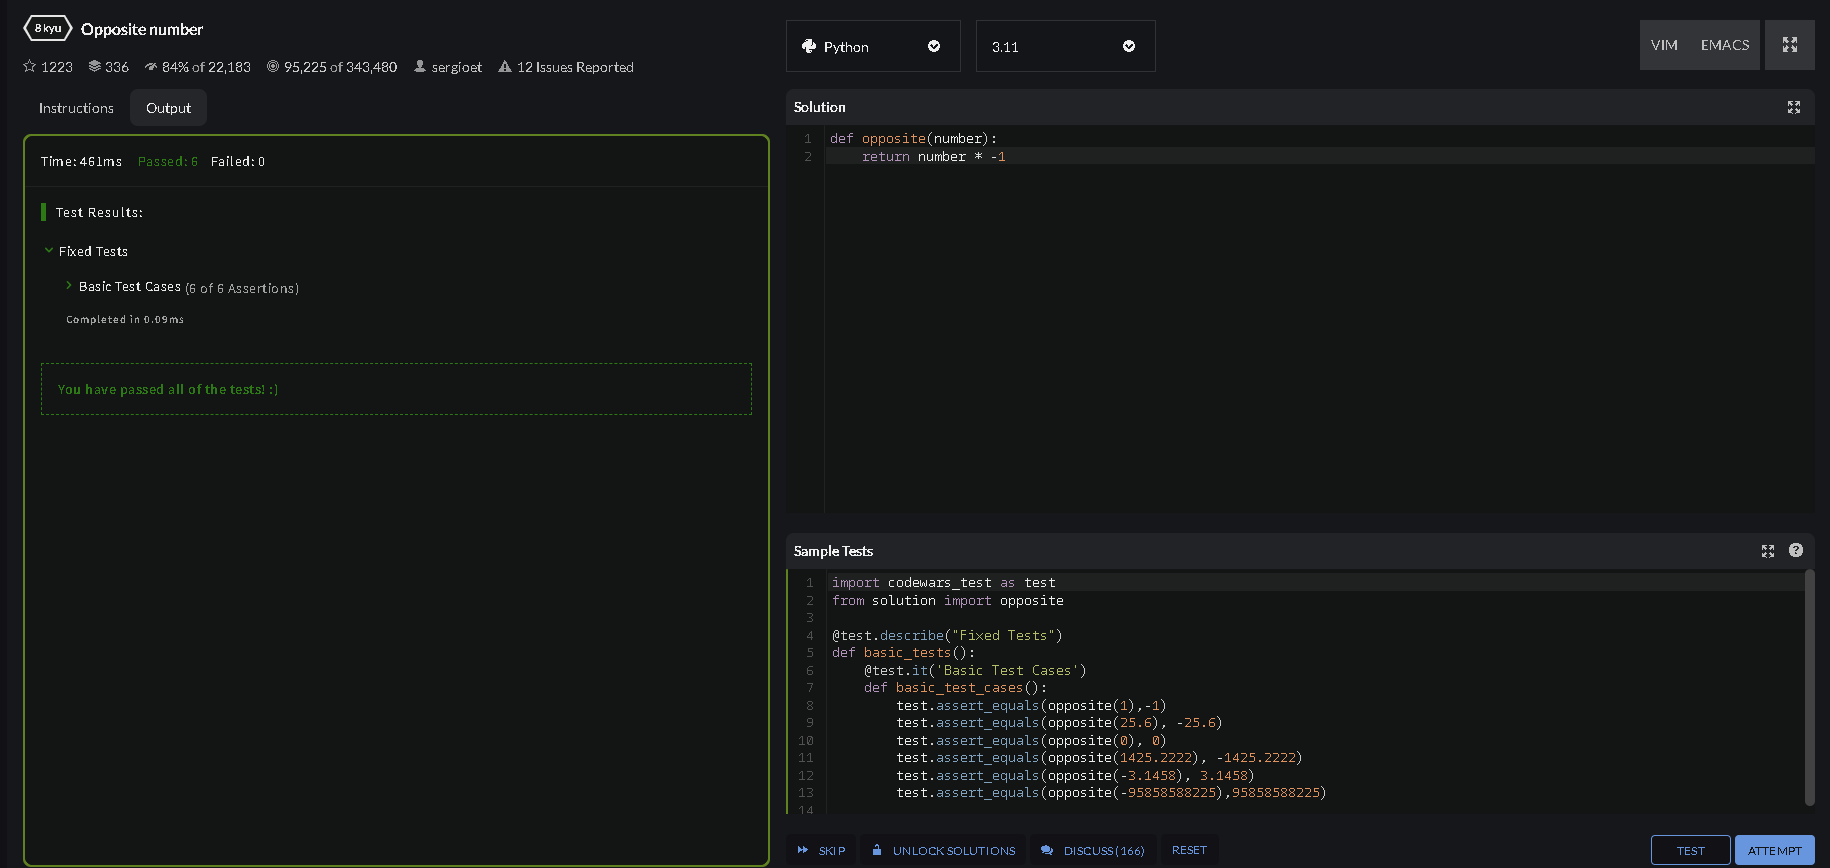 8 kyu Opposite number
1223 336 84% of 22,183 95,225 of 343,480 sergioet 12 Issues Reported
Instructions Output
Time: 461ms Passed: 6 Failed: 0
Test Results:
Fixed Tests
Basic Test Cases (6 of 6 Assertions)
Completed in 0.09ms
You have passed all of the tests! :)
Python 3.11 VIM EMACS
Solution
1 def opposite(number):
2     return number * -1
Sample Tests
1 import codewars_test as test
2 from solution import opposite
3
4 @test.describe("Fixed Tests")
5 def basic_tests():
6     @test.it('Basic Test Cases')
7     def basic_test_cases():
8         test.assert_equals(opposite(1),-1)
9         test.assert_equals(opposite(25.6), -25.6)
10         test.assert_equals(opposite(0), 0)
11         test.assert_equals(opposite(1425.2222), -1425.2222)
12         test.assert_equals(opposite(-3.1458), 3.1458)
13         test.assert_equals(opposite(-95858588225),95858588225)
14
SKIP UNLOCK SOLUTIONS DISCUSS (166) RESET TEST ATTEMPT